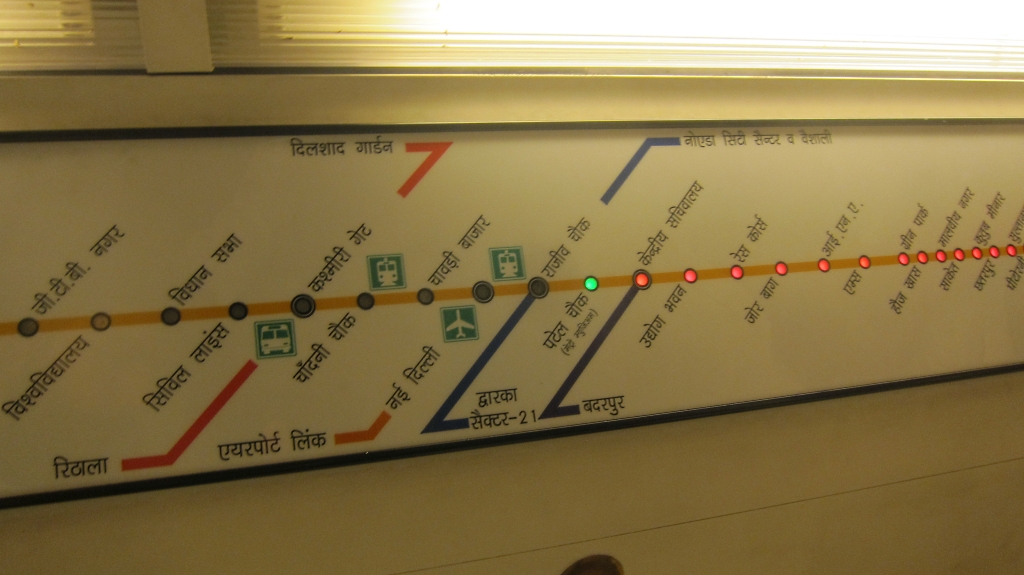 दिलशाद गार्डन
नोएडा सिटी सैन्टर व वैशाली
जी.टी.बी. नगर
विश्वविद्यालय
विधान सभा
सिविल लाइंस
कश्मीरी गेट
चाँदनी चौक
चावड़ी बाजार
नई दिल्ली
राजीव चौक
पटेल चौक
केन्द्रीय सचिवालय
उद्योग भवन
रेस कोर्स
जोर बाग
आई.एन.ए.
एम्स
ग्रीन पार्क
हौज खास
मालवीय नगर
साकेत
कुतुब मीनार
छतरपुर
रिठाला
एयरपोर्ट लिंक
द्वारका
सैक्टर-21
बदरपुर